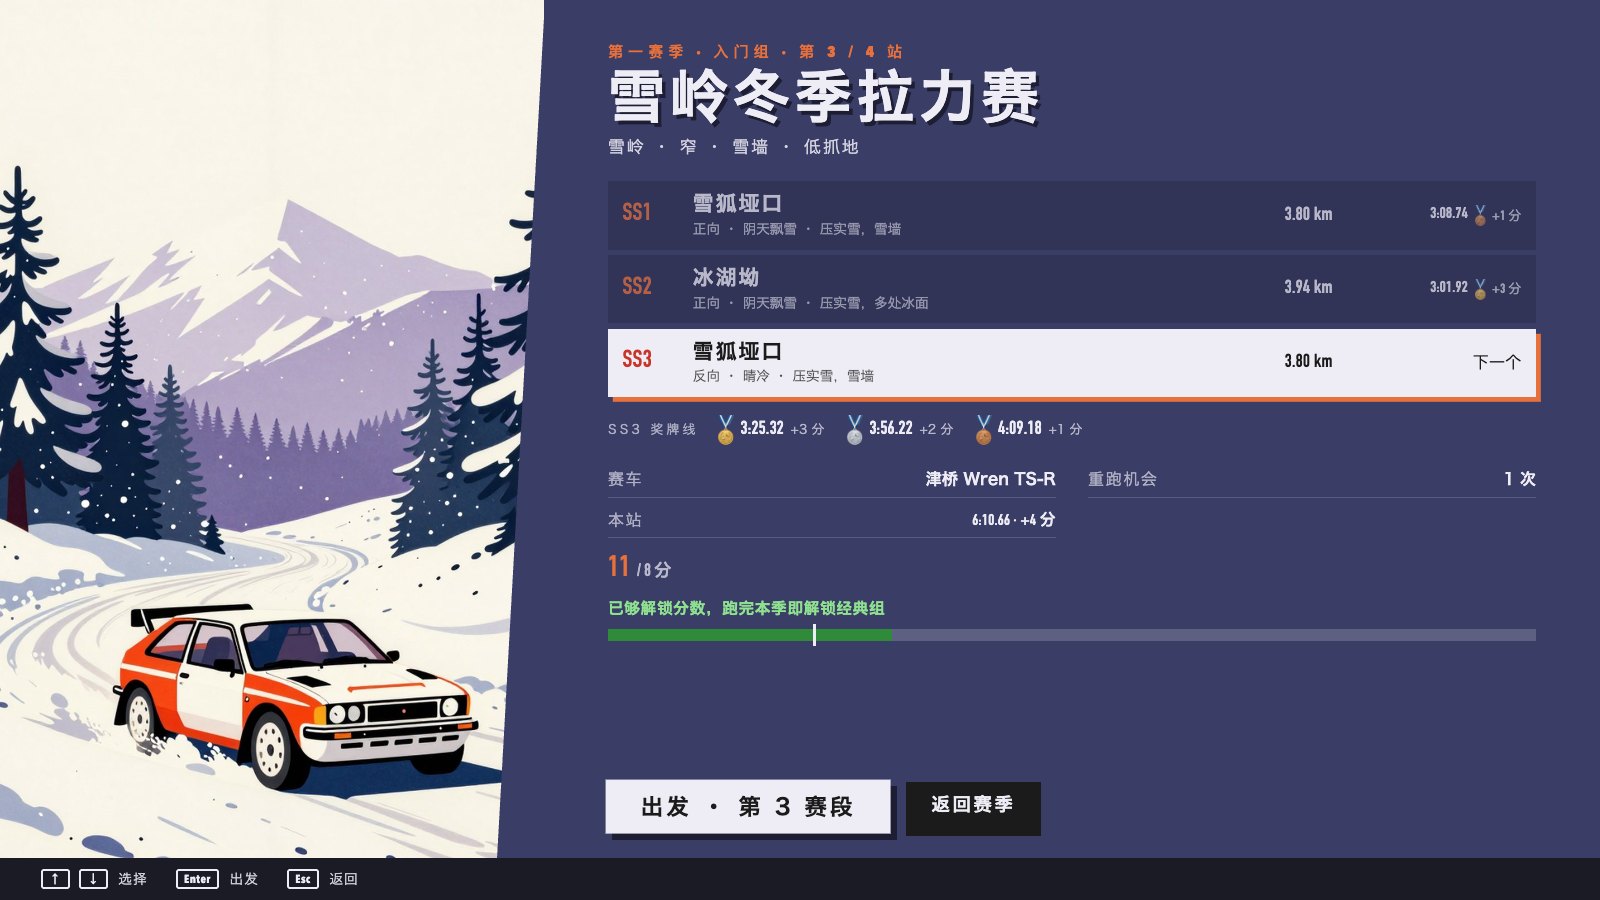 第一赛季 · 入门组 · 第 3 / 4 站
雪岭冬季拉力赛
雪岭 · 窄 · 雪墙 · 低抓地
SS1 雪狐垭口 3.80 km 3:08.74 +1 分
正向 · 阴天飘雪 · 压实雪，雪墙
SS2 冰湖坳 3.94 km 3:01.92 +3 分
正向 · 阴天飘雪 · 压实雪，多处冰面
SS3 雪狐垭口 3.80 km 下一个
反向 · 晴冷 · 压实雪，雪墙
SS3 奖牌线 3:25.32 +3 分 3:56.22 +2 分 4:09.18 +1 分
赛车 津桥 Wren TS-R 重跑机会 1 次
本站 6:10.66 · +4 分
11 / 8 分
已够解锁分数，跑完本季即解锁经典组
出发 · 第 3 赛段 返回赛季
↑ ↓ 选择 Enter 出发 Esc 返回